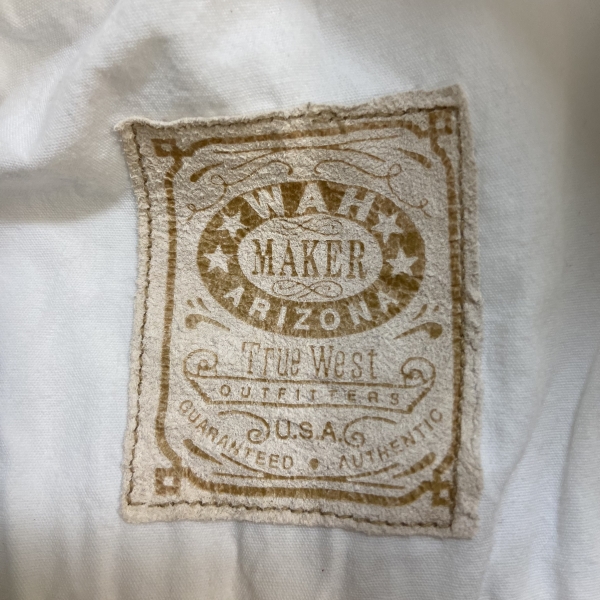 WAH
MAKER
ARIZONA
True West
OUTFITTERS
U.S.A.
GUARANTEED • AUTHENTIC